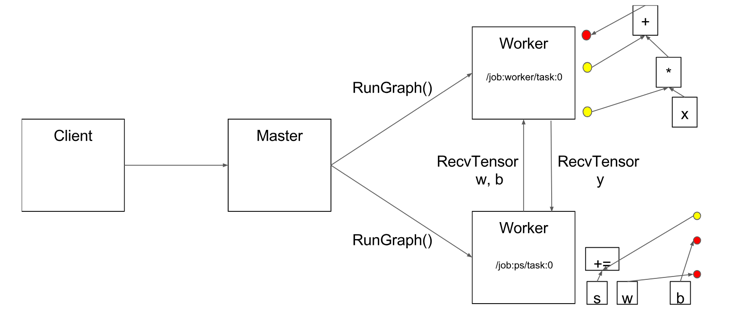 +
Worker
/job:worker/task:0
*
RunGraph()
x
Client
Master
RecvTensor
w, b
RecvTensor
y
Worker
RunGraph()
/job:ps/task:0
+=
s
w
b